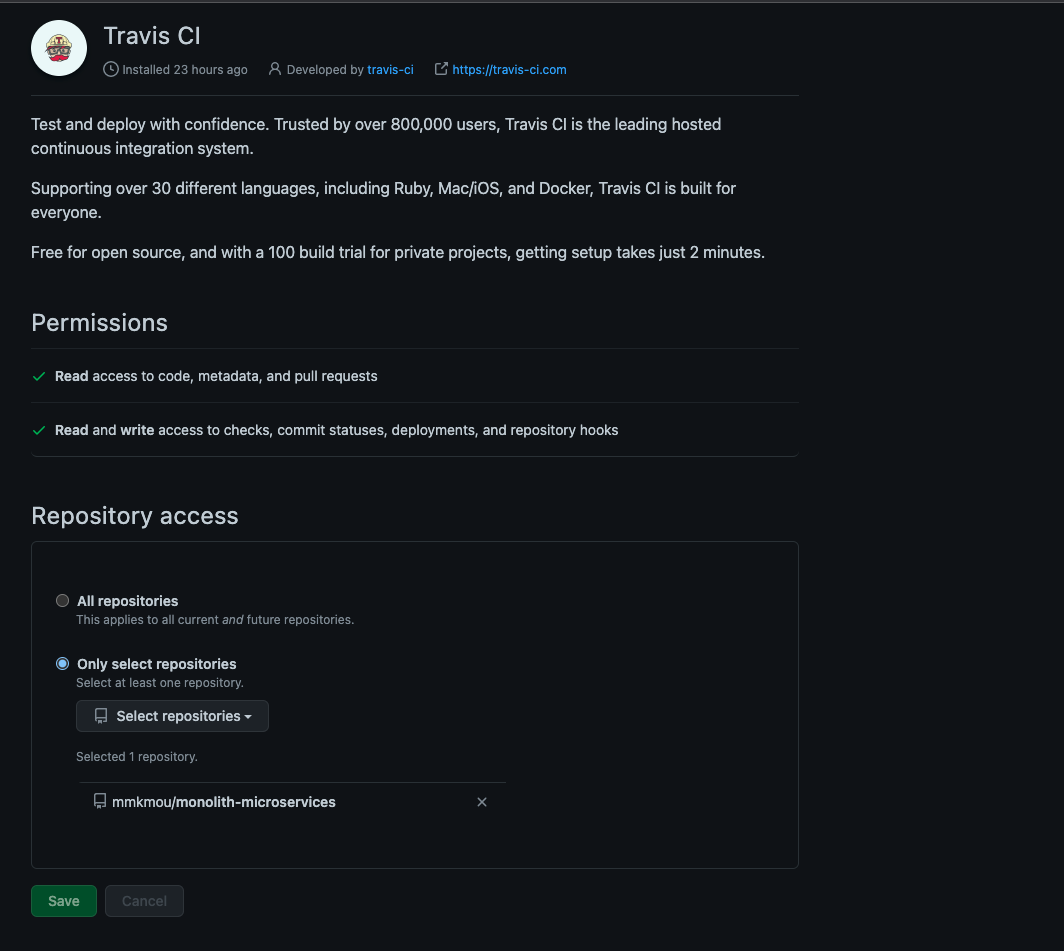 Travis CI
Installed 23 hours ago Developed by travis-ci https://travis-ci.com
Test and deploy with confidence. Trusted by over 800,000 users, Travis CI is the leading hosted
continuous integration system.
Supporting over 30 different languages, including Ruby, Mac/iOS, and Docker, Travis CI is built for
everyone.
Free for open source, and with a 100 build trial for private projects, getting setup takes just 2 minutes.
Permissions
Read access to code, metadata, and pull requests
Read and write access to checks, commit statuses, deployments, and repository hooks
Repository access
All repositories
This applies to all current and future repositories.
Only select repositories
Select at least one repository.
Select repositories
Selected 1 repository.
mmkmou/monolith-microservices
Save Cancel